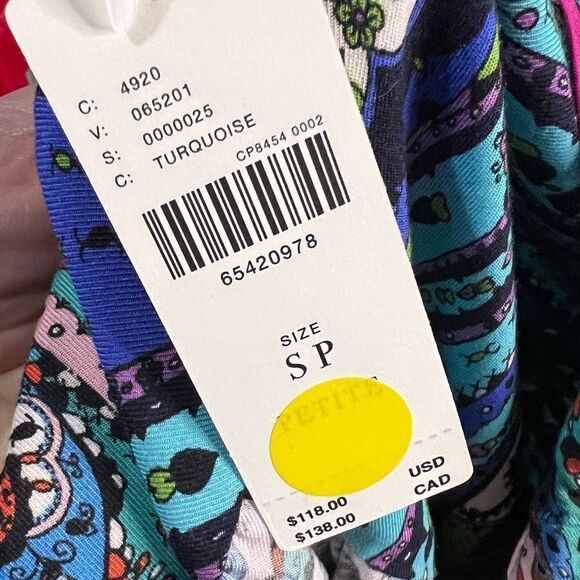 C: 4920
V: 065201
S: 0000025
C: TURQUOISE
CP8454 0002
65420978
SIZE
S P
PETITE
$118.00 USD
$138.00 CAD